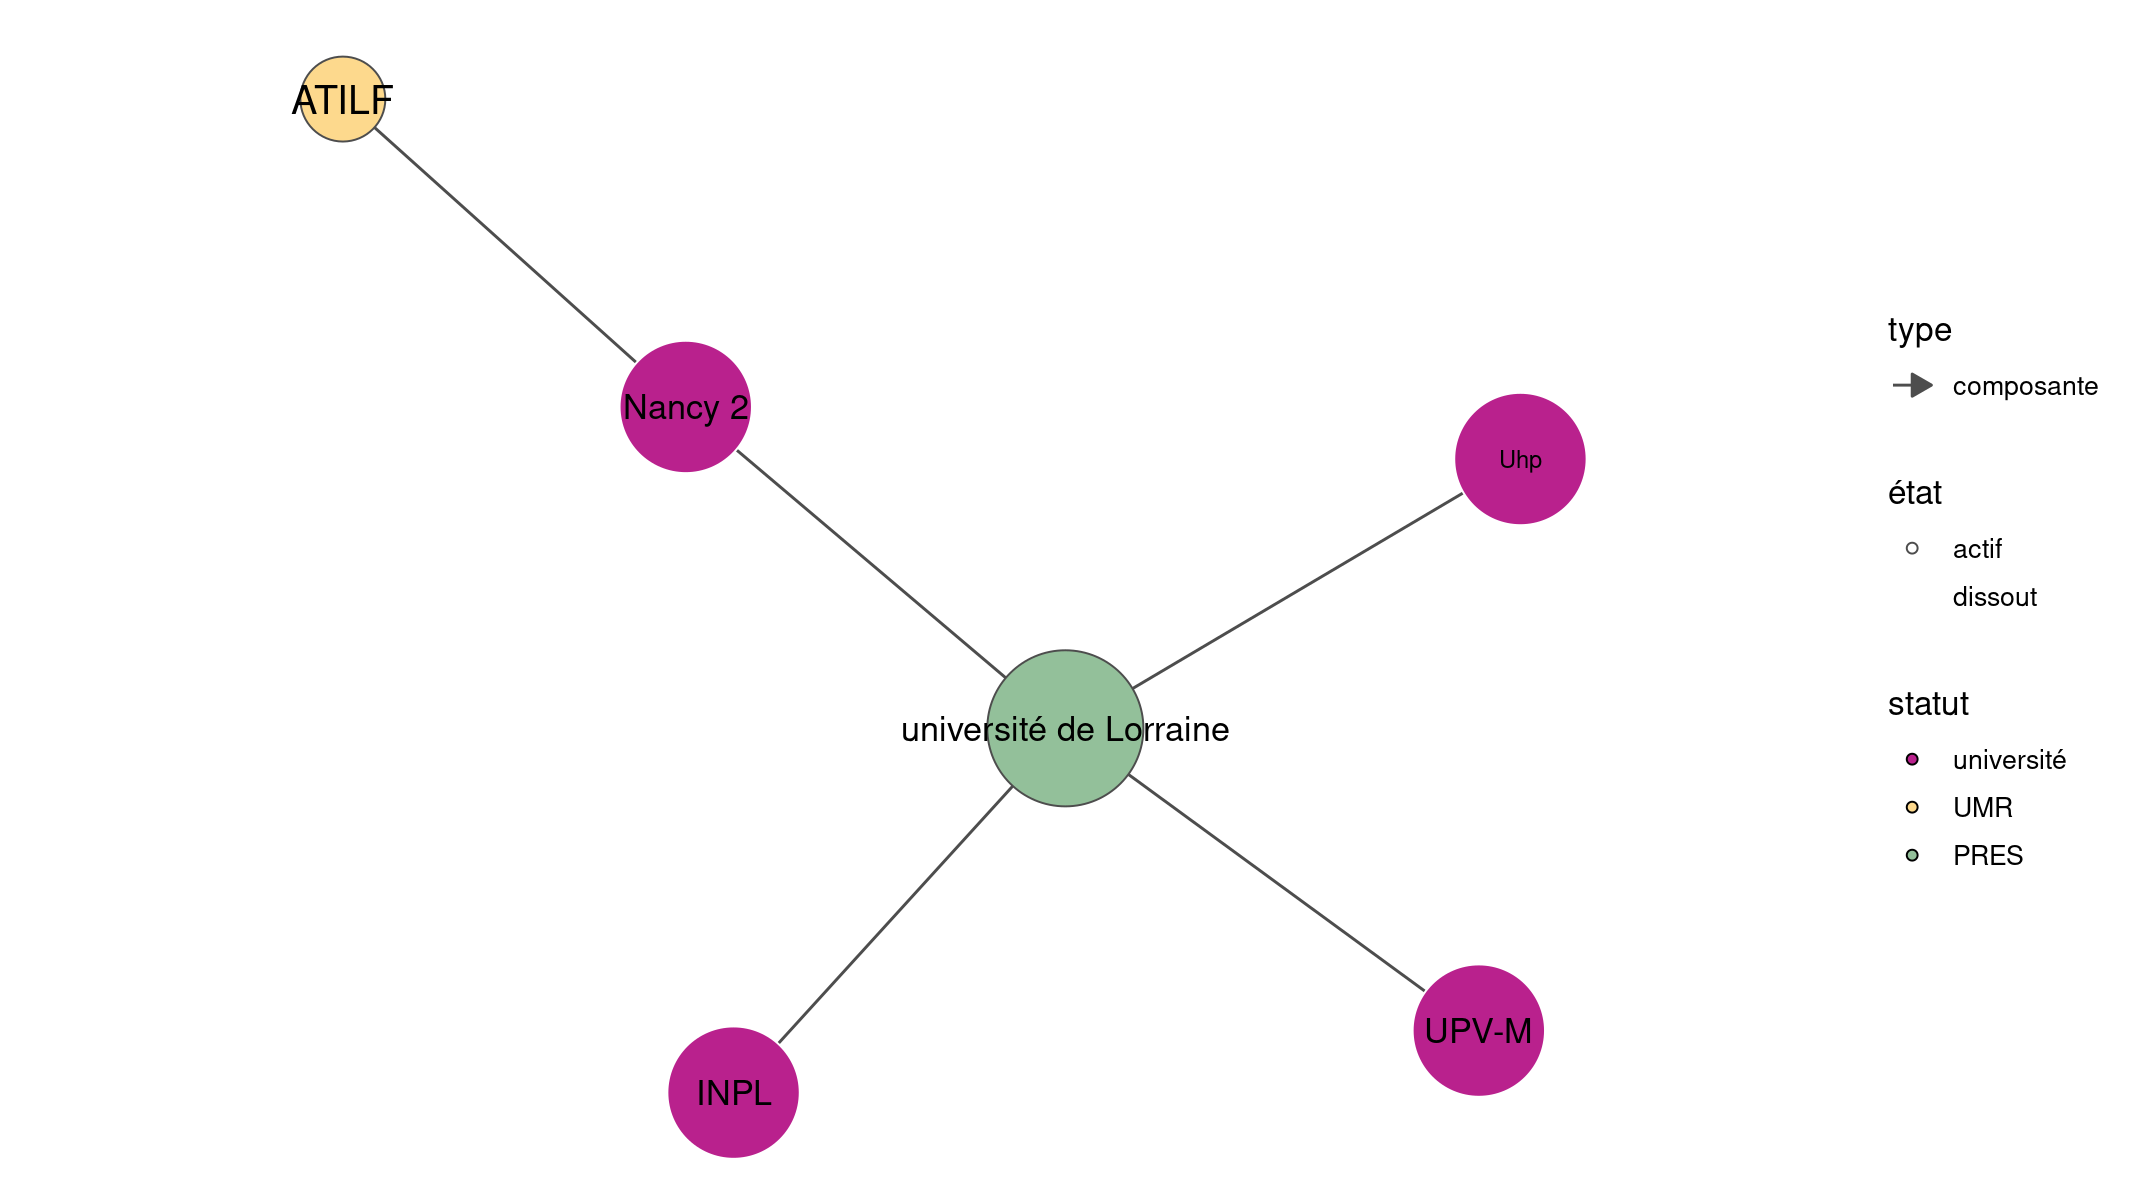 ATILF
Nancy 2
Uhp
université de Lorraine
UPV-M
INPL
type
composante
état
actif
dissout
statut
université
UMR
PRES